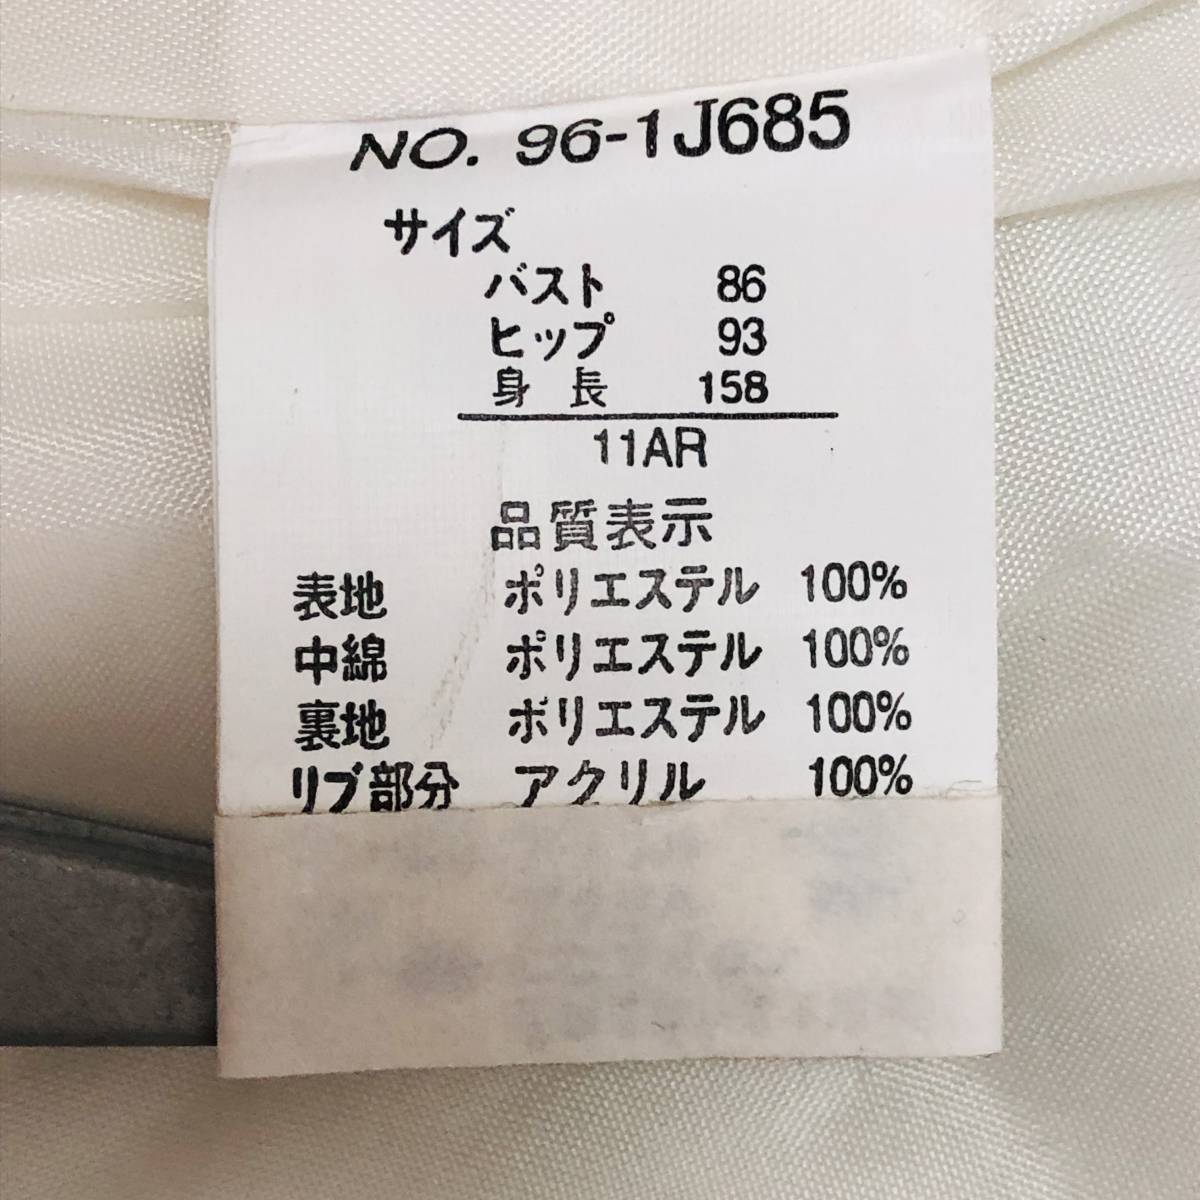 NO. 96-1J685
サイズ
バスト 86
ヒップ 93
身長 158
11AR
品質表示
表地 ポリエステル 100%
中綿 ポリエステル 100%
裏地 ポリエステル 100%
リブ部分 アクリル 100%